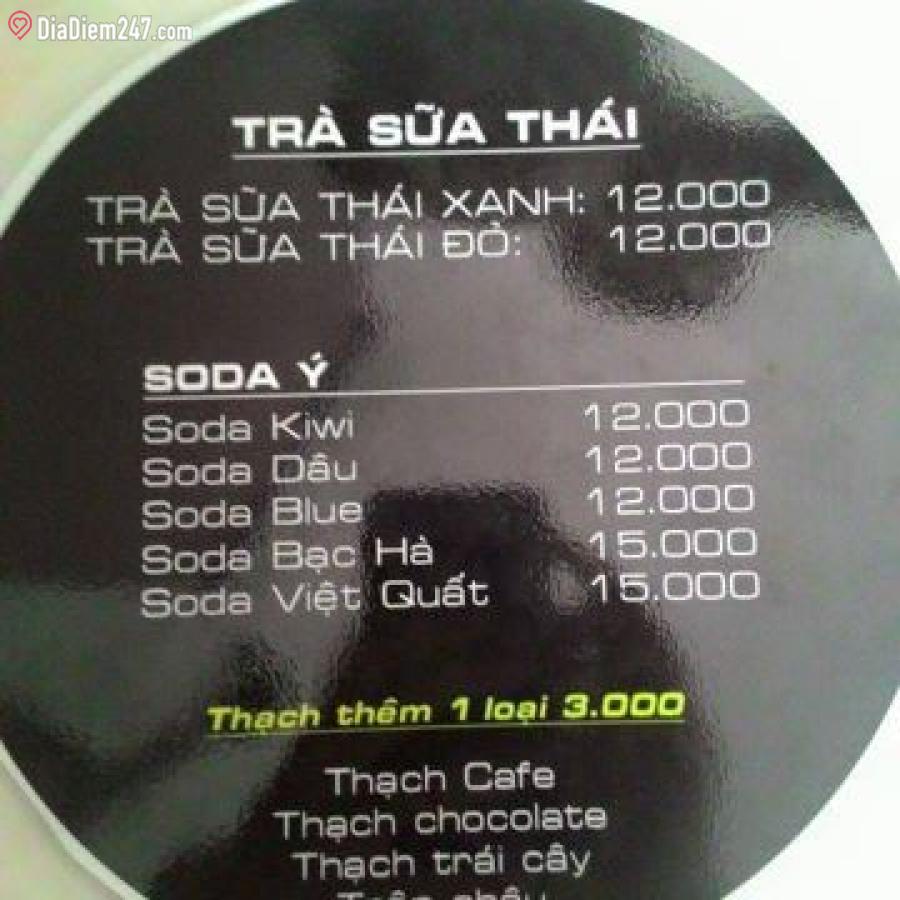 DiaDiem247.com
TRÀ SỮA THÁI
TRÀ SỮA THÁI XANH: 12.000
TRÀ SỮA THÁI ĐỎ: 12.000
SODA Ý
Soda Kiwi 12.000
Soda Dâu 12.000
Soda Blue 12.000
Soda Bạc Hà 15.000
Soda Việt Quất 15.000
Thạch thêm 1 loại 3.000
Thạch Cafe
Thạch chocolate
Thạch trái cây
Trân châu